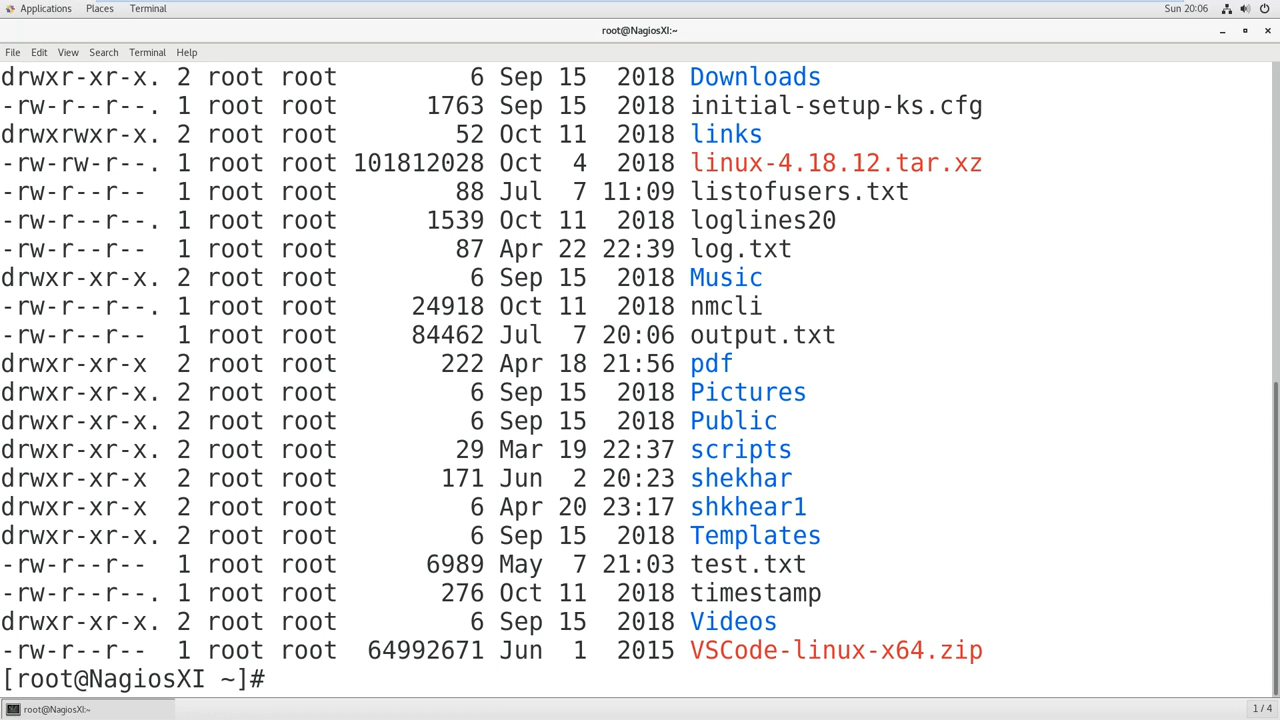 Applications Places Terminal Sun 20:06
root@NagiosXI:~
File Edit View Search Terminal Help
drwxr-xr-x. 2 root root         6 Sep 15  2018 Downloads
-rw-r--r--. 1 root root      1763 Sep 15  2018 initial-setup-ks.cfg
drwxrwxr-x. 2 root root        52 Oct 11  2018 links
-rw-rw-r--. 1 root root 101812028 Oct  4  2018 linux-4.18.12.tar.xz
-rw-r--r--  1 root root        88 Jul  7 11:09 listofusers.txt
-rw-r--r--. 1 root root      1539 Oct 11  2018 loglines20
-rw-r--r--  1 root root        87 Apr 22 22:39 log.txt
drwxr-xr-x. 2 root root         6 Sep 15  2018 Music
-rw-r--r--. 1 root root     24918 Oct 11  2018 nmcli
-rw-r--r--  1 root root     84462 Jul  7 20:06 output.txt
drwxr-xr-x  2 root root       222 Apr 18 21:56 pdf
drwxr-xr-x. 2 root root         6 Sep 15  2018 Pictures
drwxr-xr-x. 2 root root         6 Sep 15  2018 Public
drwxr-xr-x. 2 root root        29 Mar 19 22:37 scripts
drwxr-xr-x  2 root root       171 Jun  2 20:23 shekhar
drwxr-xr-x  2 root root         6 Apr 20 23:17 shkhear1
drwxr-xr-x. 2 root root         6 Sep 15  2018 Templates
-rw-r--r--  1 root root      6989 May  7 21:03 test.txt
-rw-r--r--. 1 root root       276 Oct 11  2018 timestamp
drwxr-xr-x. 2 root root         6 Sep 15  2018 Videos
-rw-r--r--  1 root root  64992671 Jun  1  2015 VSCode-linux-x64.zip
[root@NagiosXI ~]#
root@NagiosXI:~ 1 / 4